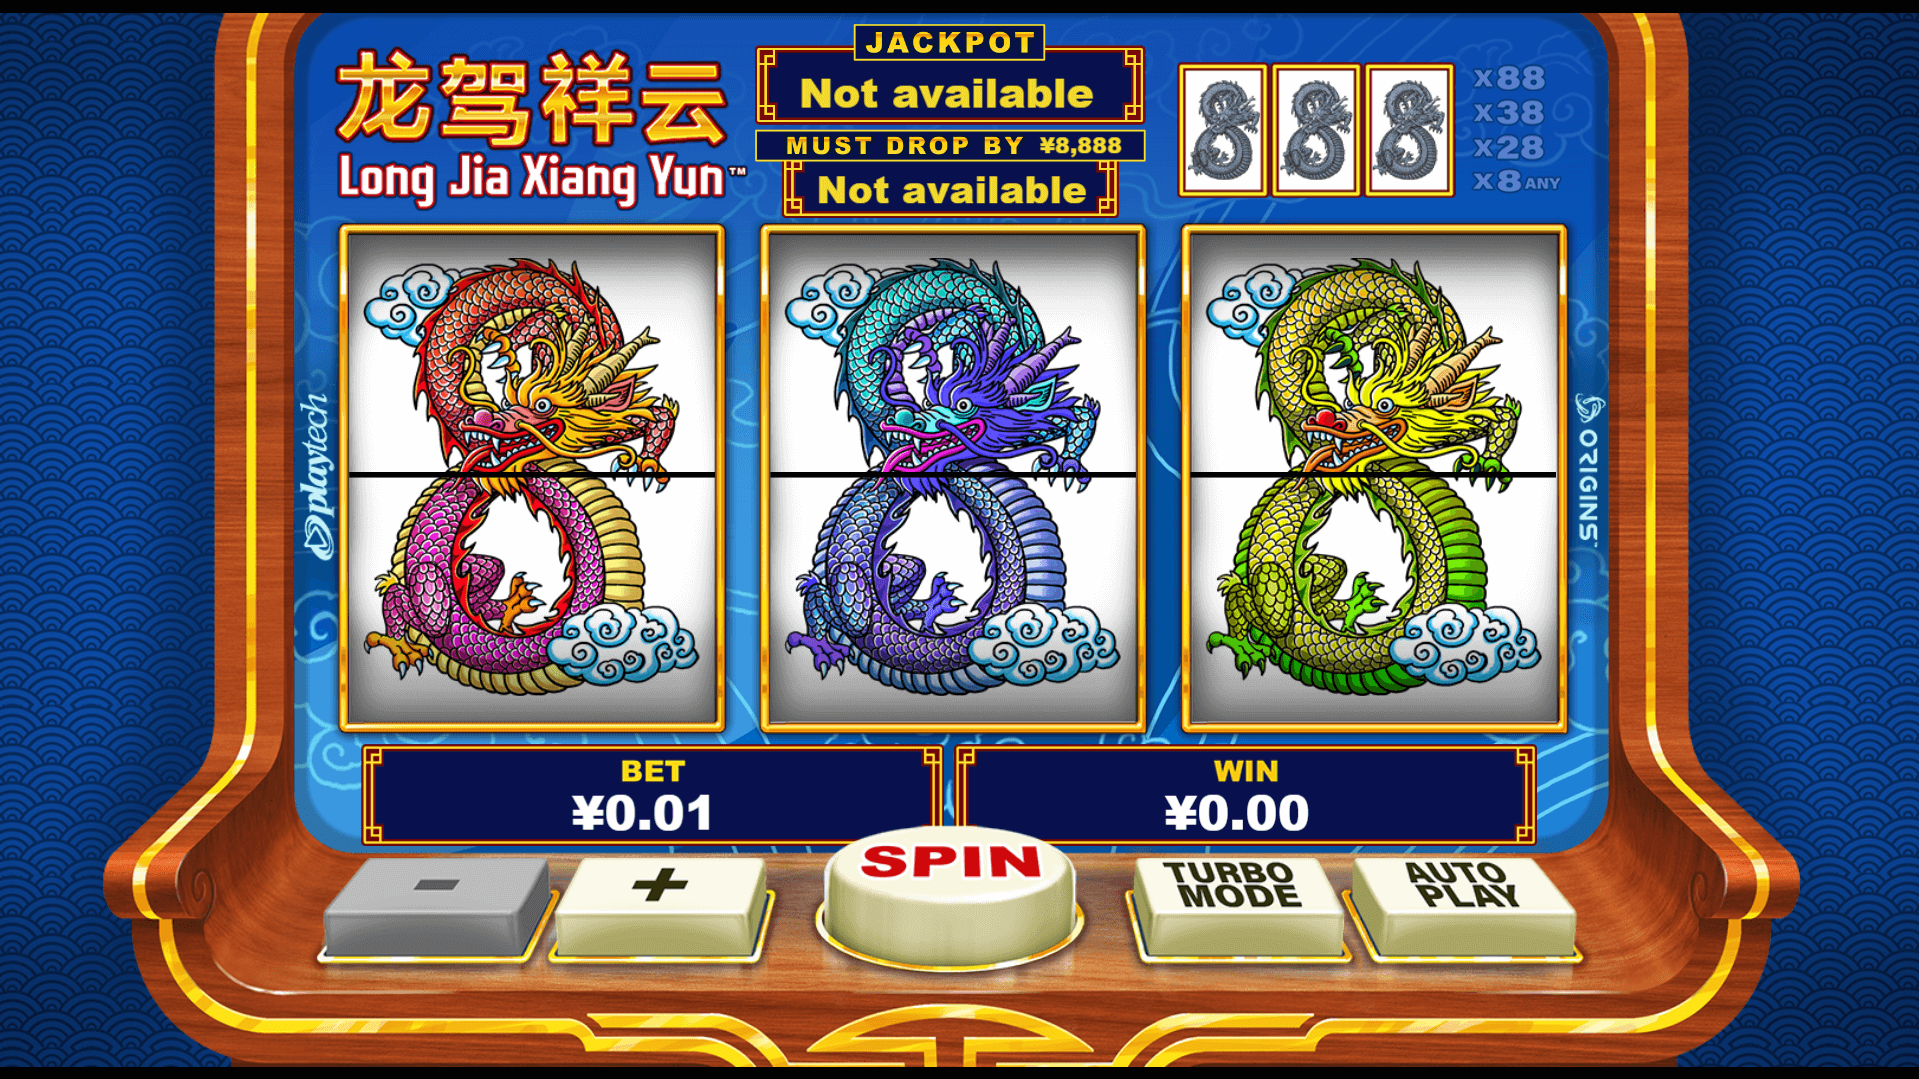 JACKPOT
Not available
MUST DROP BY ¥8,888
Not available
龙驾祥云
Long Jia Xiang Yun™
x88
x38
x28
x8 ANY
playtech
ORIGINS™
BET
¥0.01
WIN
¥0.00
-
+
SPIN
TURBO
MODE
AUTO
PLAY